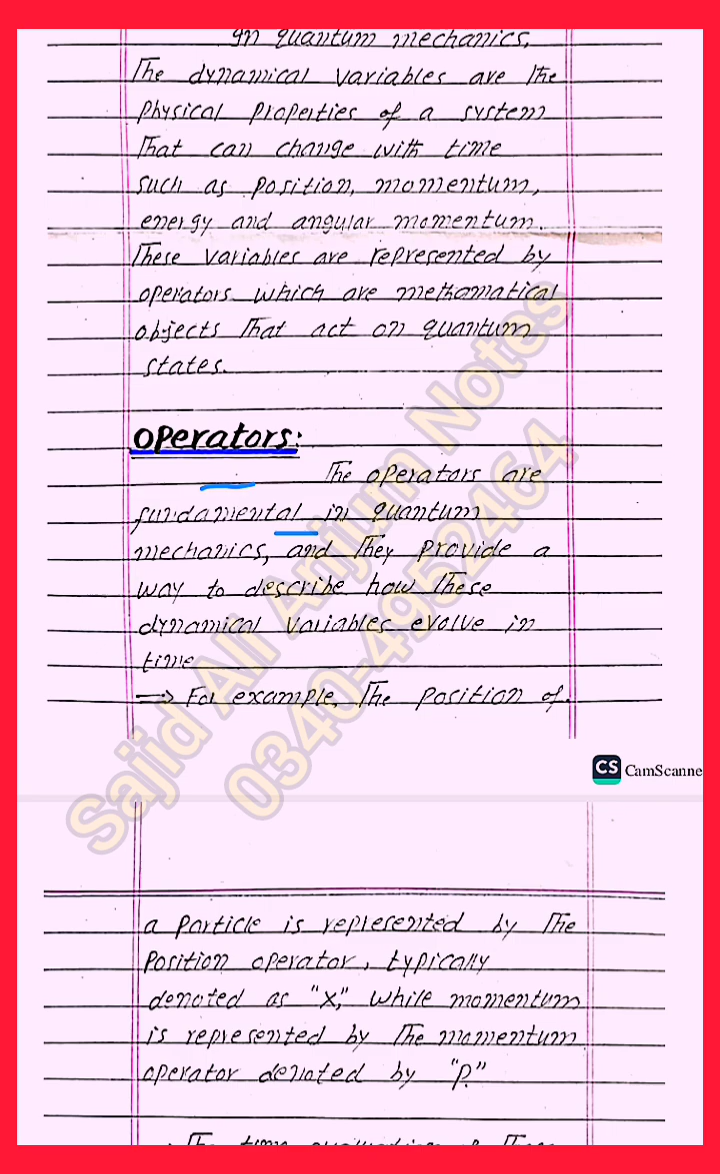 In quantum mechanics,
The dynamical variables are the
Physical Properties of a system
That can change with time
such as position, momentum,
energy and angular momentum.
These variables are represented by
operators which are methamatical
objects that act on quantum
states.
Operators:
The operators are
fundamental in quantum
mechanics, and they provide a
way to describe how these
dynamical variables evolve in
time
⇒ For example, The position of
Sajid Ali Anjum Notes
0340-4952464
CS CamScanne
a particle is represented by the
Position operator, typically
denoted as "x," while momentum
is represented by the momentum
operator denoted by "P."